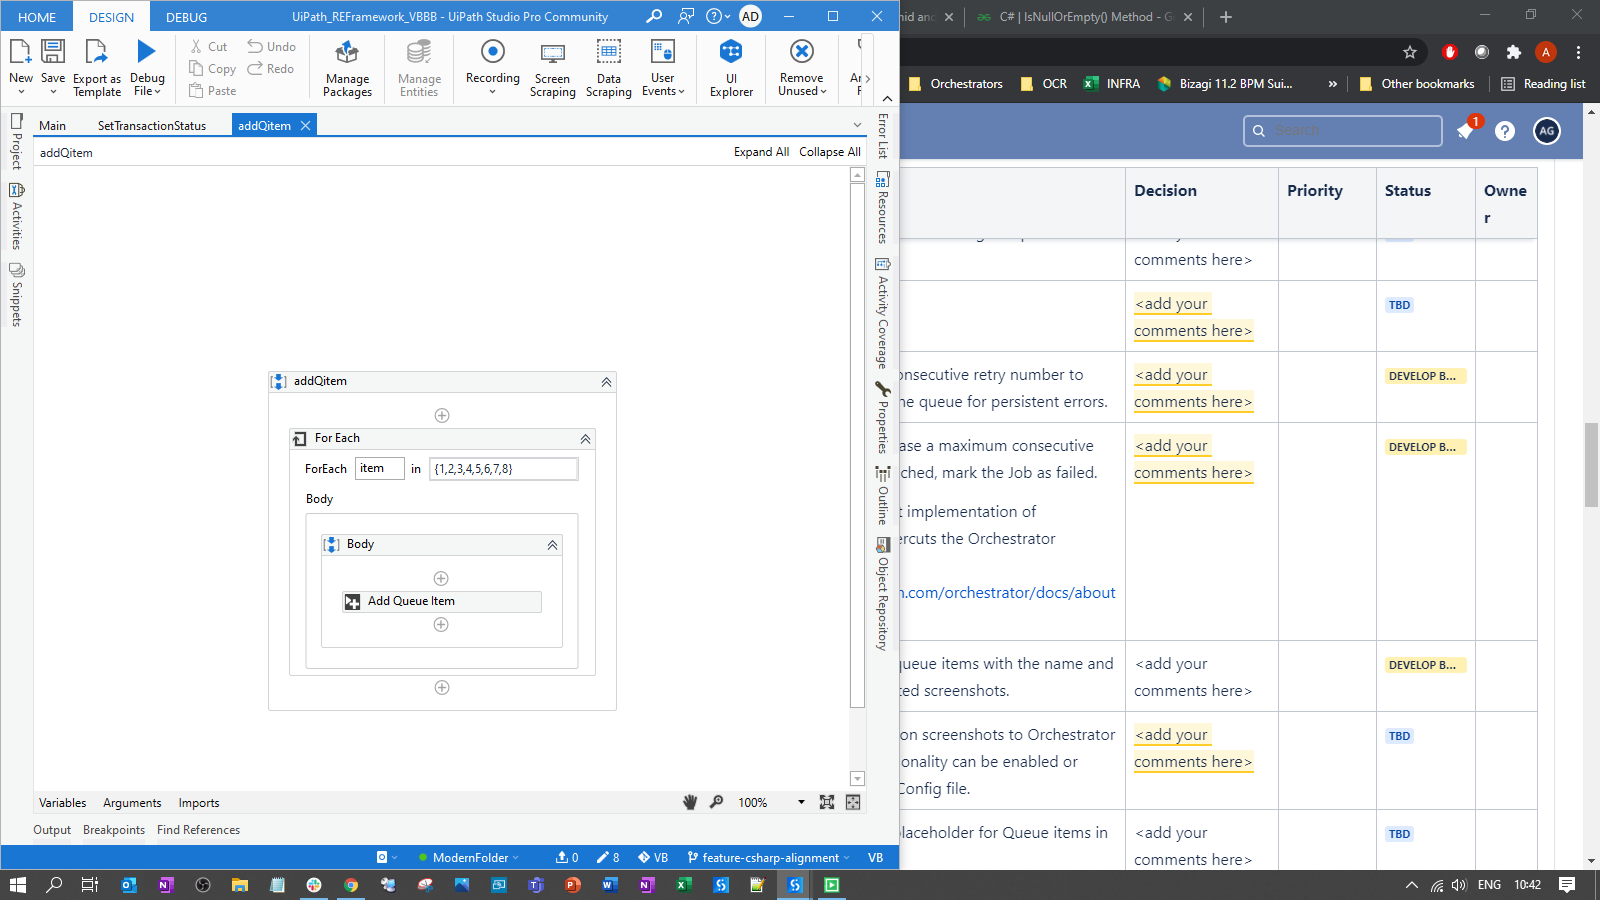 HOME
DESIGN
DEBUG
UiPath_REFramework_VBBB - UiPath Studio Pro Community
AD
New
Save
Export as
Template
Debug
File
Cut
Copy
Paste
Undo
Redo
Manage
Packages
Manage
Entities
Recording
Screen
Scraping
Data
Scraping
User
Events
UI
Explorer
Remove
Unused
Main
SetTransactionStatus
addQitem
addQitem
Expand All
Collapse All
Project
Activities
Snippets
Error List
Resources
Activity Coverage
Properties
Outline
Object Repository
addQitem
For Each
ForEach
item
in
{1,2,3,4,5,6,7,8}
Body
Body
Add Queue Item
Variables
Arguments
Imports
100%
Output
Breakpoints
Find References
ModernFolder
0
8
VB
feature-csharp-alignment
VB
C# | IsNullOrEmpty() Method - G
A
Orchestrators
OCR
INFRA
Bizagi 11.2 BPM Sui...
»
Other bookmarks
Reading list
Search
1
AG
Decision
Priority
Status
Owne
r
comments here>
<add your
comments here>
TBD
onsecutive retry number to
ne queue for persistent errors.
<add your
comments here>
DEVELOP B...
ase a maximum consecutive
ched, mark the Job as failed.
t implementation of
ercuts the Orchestrator
n.com/orchestrator/docs/about
<add your
comments here>
DEVELOP B...
queue items with the name and
ted screenshots.
<add your
comments here>
DEVELOP B...
on screenshots to Orchestrator
onality can be enabled or
Config file.
<add your
comments here>
TBD
placeholder for Queue items in
<add your
comments here>
TBD
ENG
10:42